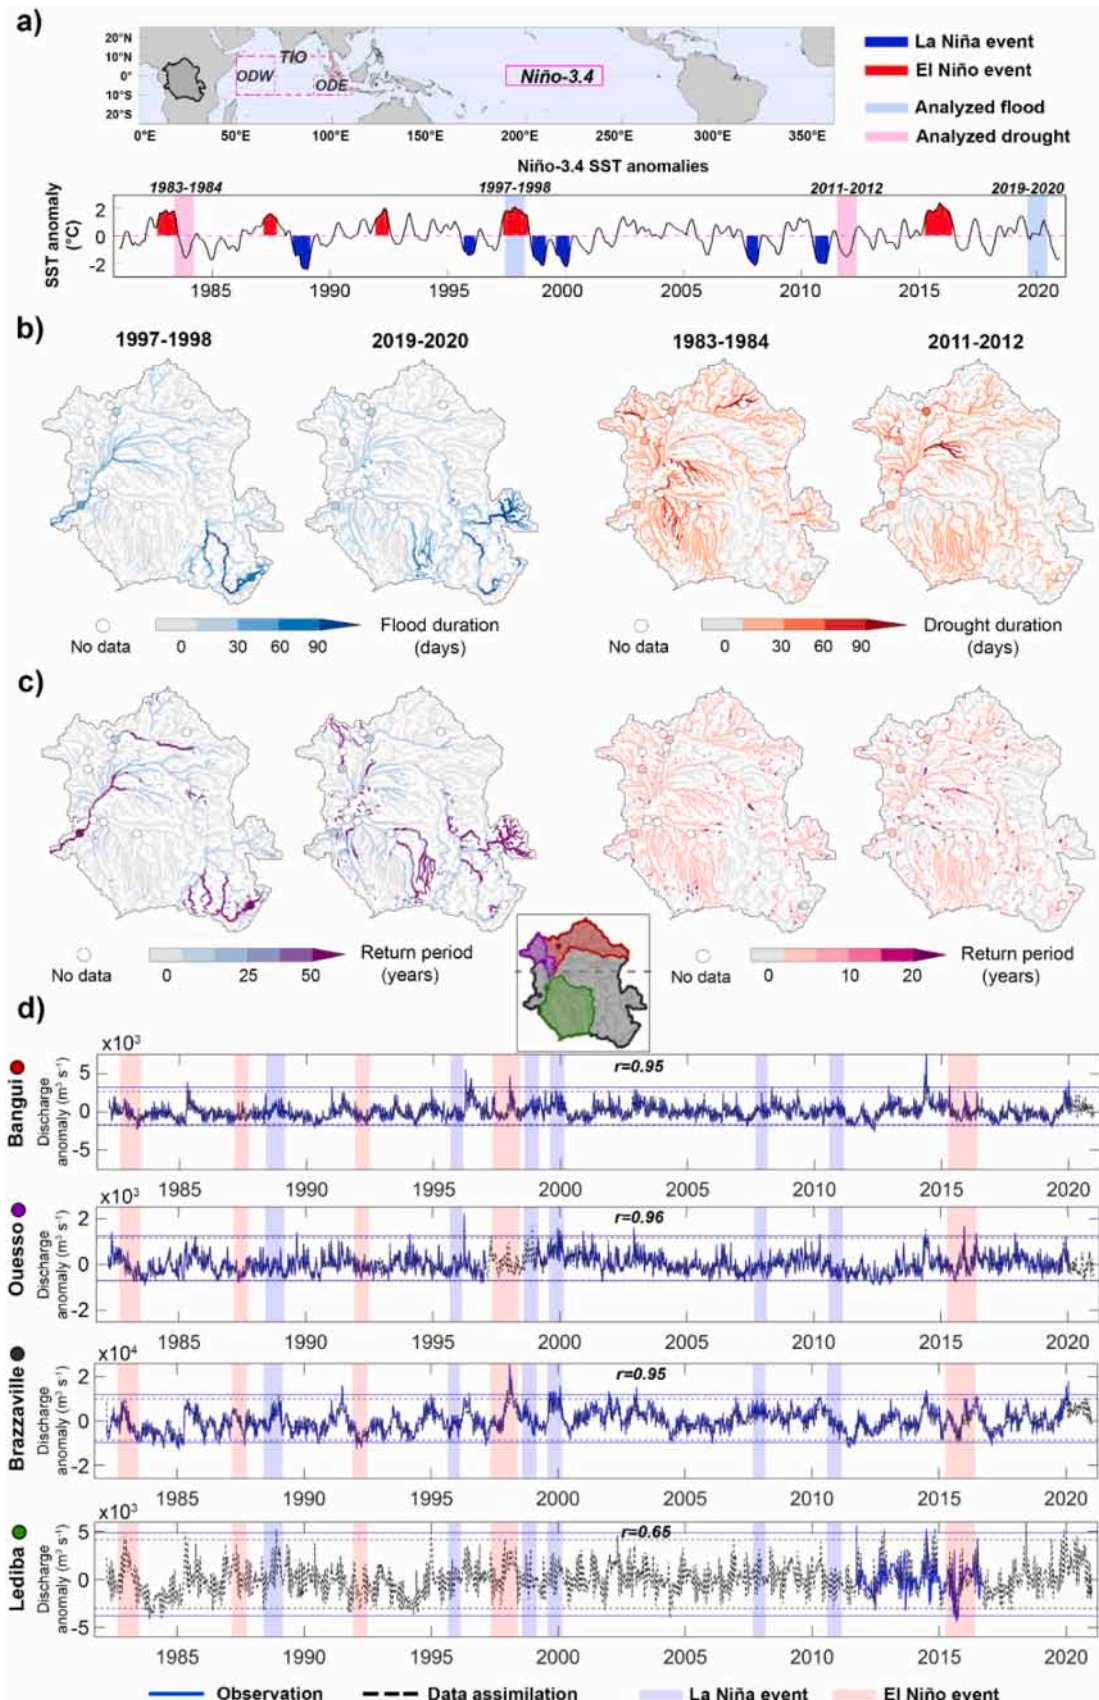 a)
20°N
10°N
0°
10°S
20°S
TIO
ODW
ODE
Niño-3.4
0°E 50°E 100°E 150°E 200°E 250°E 300°E 350°E
La Niña event
El Niño event
Analyzed flood
Analyzed drought
Niño-3.4 SST anomalies
1983-1984 1997-1998 2011-2012 2019-2020
SST anomaly
(°C)
2
0
-2
1985 1990 1995 2000 2005 2010 2015 2020
b)
1997-1998 2019-2020 1983-1984 2011-2012
No data
0 30 60 90
Flood duration
(days)
No data
0 30 60 90
Drought duration
(days)
c)
No data
0 25 50
Return period
(years)
No data
0 10 20
Return period
(years)
d)
x10³
Bangui
Discharge
anomaly (m³ s⁻¹)
5
0
-5
r=0.95
1985 1990 1995 2000 2005 2010 2015 2020
x10³
Ouesso
Discharge
anomaly (m³ s⁻¹)
2
0
-2
r=0.96
1985 1990 1995 2000 2005 2010 2015 2020
x10⁴
Brazzaville
Discharge
anomaly (m³ s⁻¹)
2
0
-2
r=0.95
1985 1990 1995 2000 2005 2010 2015 2020
x10³
Lediba
Discharge
anomaly (m³ s⁻¹)
5
0
-5
r=0.65
1985 1990 1995 2000 2005 2010 2015 2020
Observation Data assimilation La Niña event El Niño event